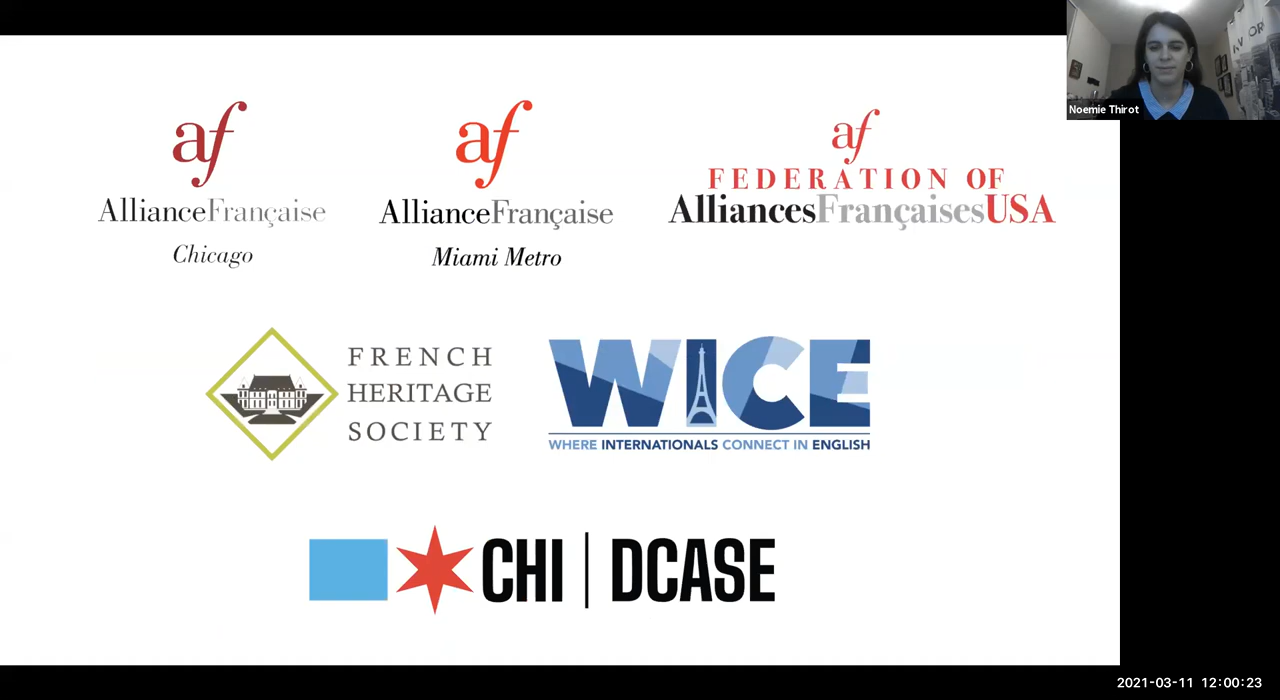 af
AllianceFrançaise
Chicago
af
AllianceFrançaise
Miami Metro
af
FEDERATION OF
AlliancesFrançaisesUSA
Noemie Thirot
FRENCH
HERITAGE
SOCIETY
WICE
WHERE INTERNATIONALS CONNECT IN ENGLISH
CHI | DCASE
2021-03-11 12:00:23